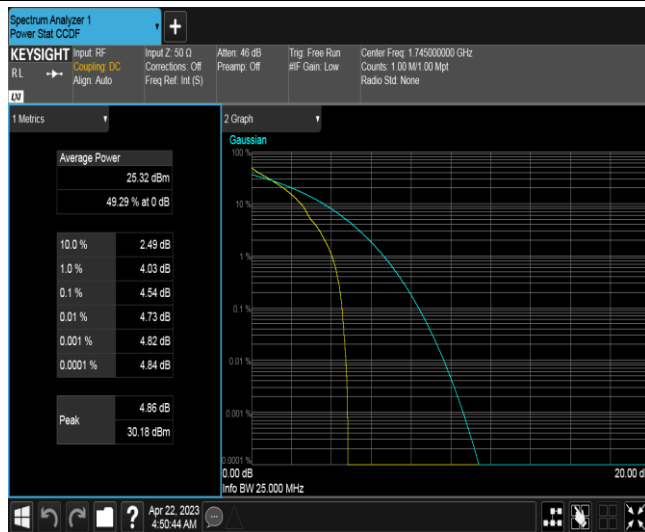 Spectrum Analyzer 1
Power Stat CCDF
KEYSIGHT
RL
LXI
Input: RF
Coupling: DC
Align: Auto
Input Z: 50 Ω
Corrections: Off
Freq Ref: Int (S)
Atten: 46 dB
Preamp: Off
Trig: Free Run
#IF Gain: Low
Center Freq: 1.745000000 GHz
Counts: 1.00 M/1.00 Mpt
Radio Std: None
1 Metrics
Average Power
25.32 dBm
49.29 % at 0 dB
10.0 % 2.49 dB
1.0 % 4.03 dB
0.1 % 4.54 dB
0.01 % 4.73 dB
0.001 % 4.82 dB
0.0001 % 4.84 dB
Peak
4.86 dB
30.18 dBm
2 Graph
Gaussian
100 %
10 %
1 %
0.1 %
0.01 %
0.001 %
0.0001 %
0.00 dB
20.00 d
Info BW 25.000 MHz
?
Apr 22, 2023
4:50:44 AM